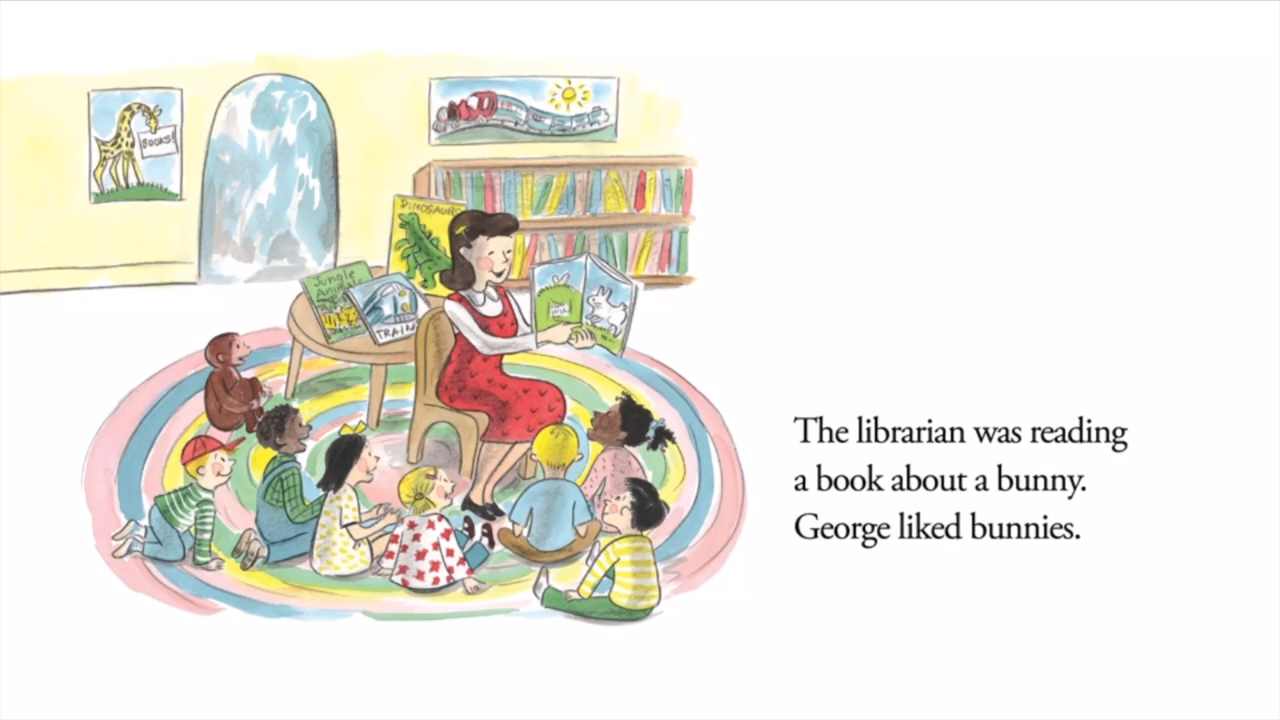 BOOKS!
DINOSAURS
Jungle
Animals
TRAINS
The librarian was reading
a book about a bunny.
George liked bunnies.